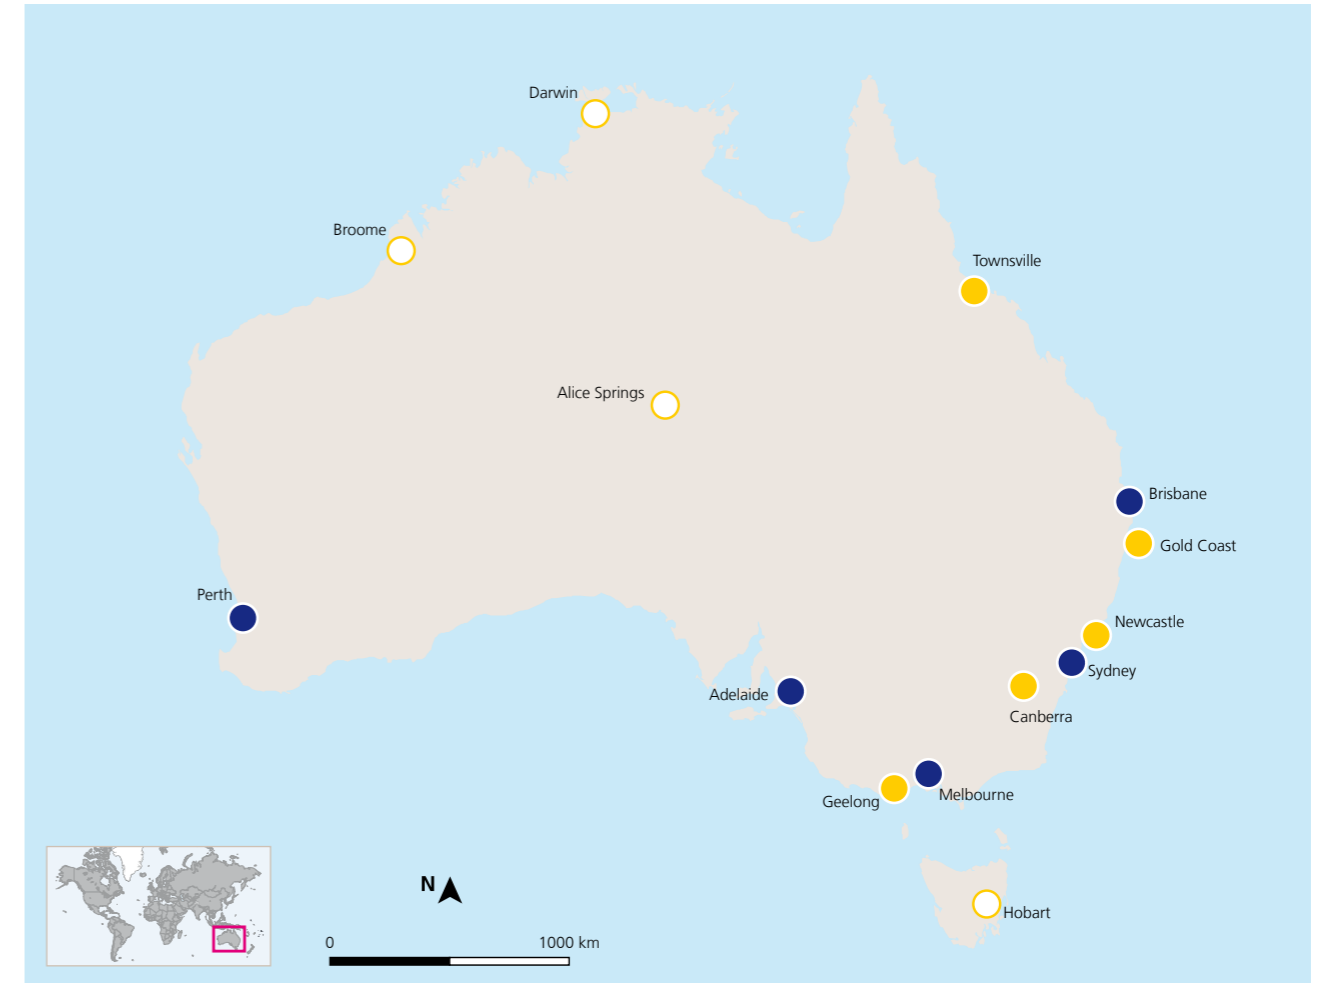 Darwin
Broome
Townsville
Alice Springs
Brisbane
Gold Coast
Perth
Newcastle
Sydney
Adelaide
Canberra
Melbourne
Geelong
N
Hobart
0 1000 km